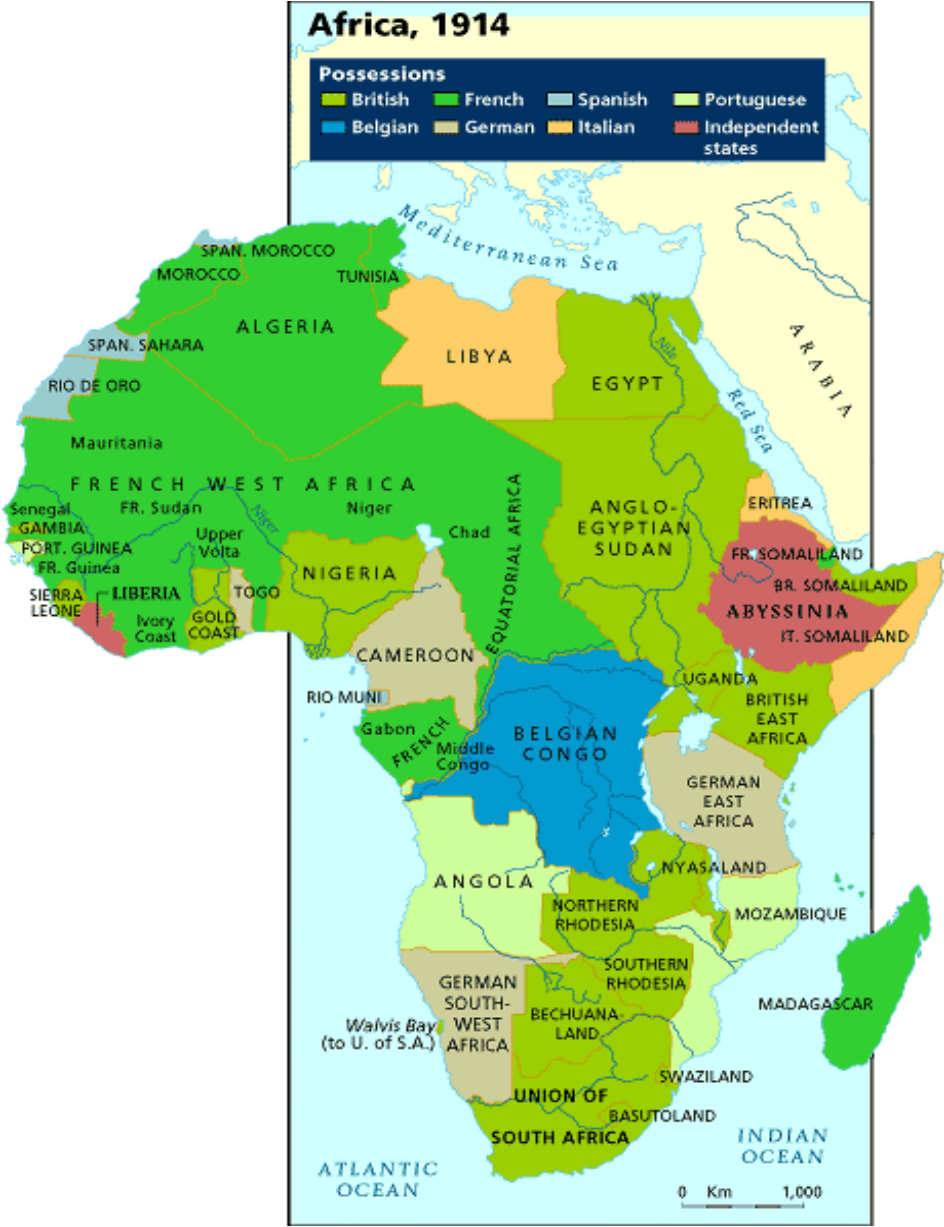 Africa, 1914
Possessions
British
French
Spanish
Portuguese
Belgian
German
Italian
Independent
states
Mediterranean Sea
SPAN. MOROCCO
MOROCCO
TUNISIA
ALGERIA
SPAN. SAHARA
LIBYA
ARABIA
Nile
RIO DE ORO
EGYPT
Red Sea
Mauritania
FRENCH WEST AFRICA
FR. Sudan
Niger
Niger
Senegal
GAMBIA
PORT. GUINEA
FR. Guinea
Upper
Volta
Chad
EQUATORIAL AFRICA
ANGLO-
EGYPTIAN
SUDAN
ERITREA
FR. SOMALILAND
BR. SOMALILAND
NIGERIA
SIERRA
LEONE
LIBERIA
TOGO
Ivory
Coast
GOLD
COAST
ABYSSINIA
IT. SOMALILAND
CAMEROON
RIO MUNI
UGANDA
BRITISH
EAST
AFRICA
Gabon
FRENCH
Middle
Congo
BELGIAN
CONGO
GERMAN
EAST
AFRICA
NYASALAND
ANGOLA
NORTHERN
RHODESIA
MOZAMBIQUE
SOUTHERN
RHODESIA
GERMAN
SOUTH-
WEST
AFRICA
MADAGASCAR
BECHUANA-
LAND
Walvis Bay
(to U. of S.A.)
SWAZILAND
UNION OF
SOUTH AFRICA
BASUTOLAND
INDIAN
OCEAN
ATLANTIC
OCEAN
0 Km 1,000